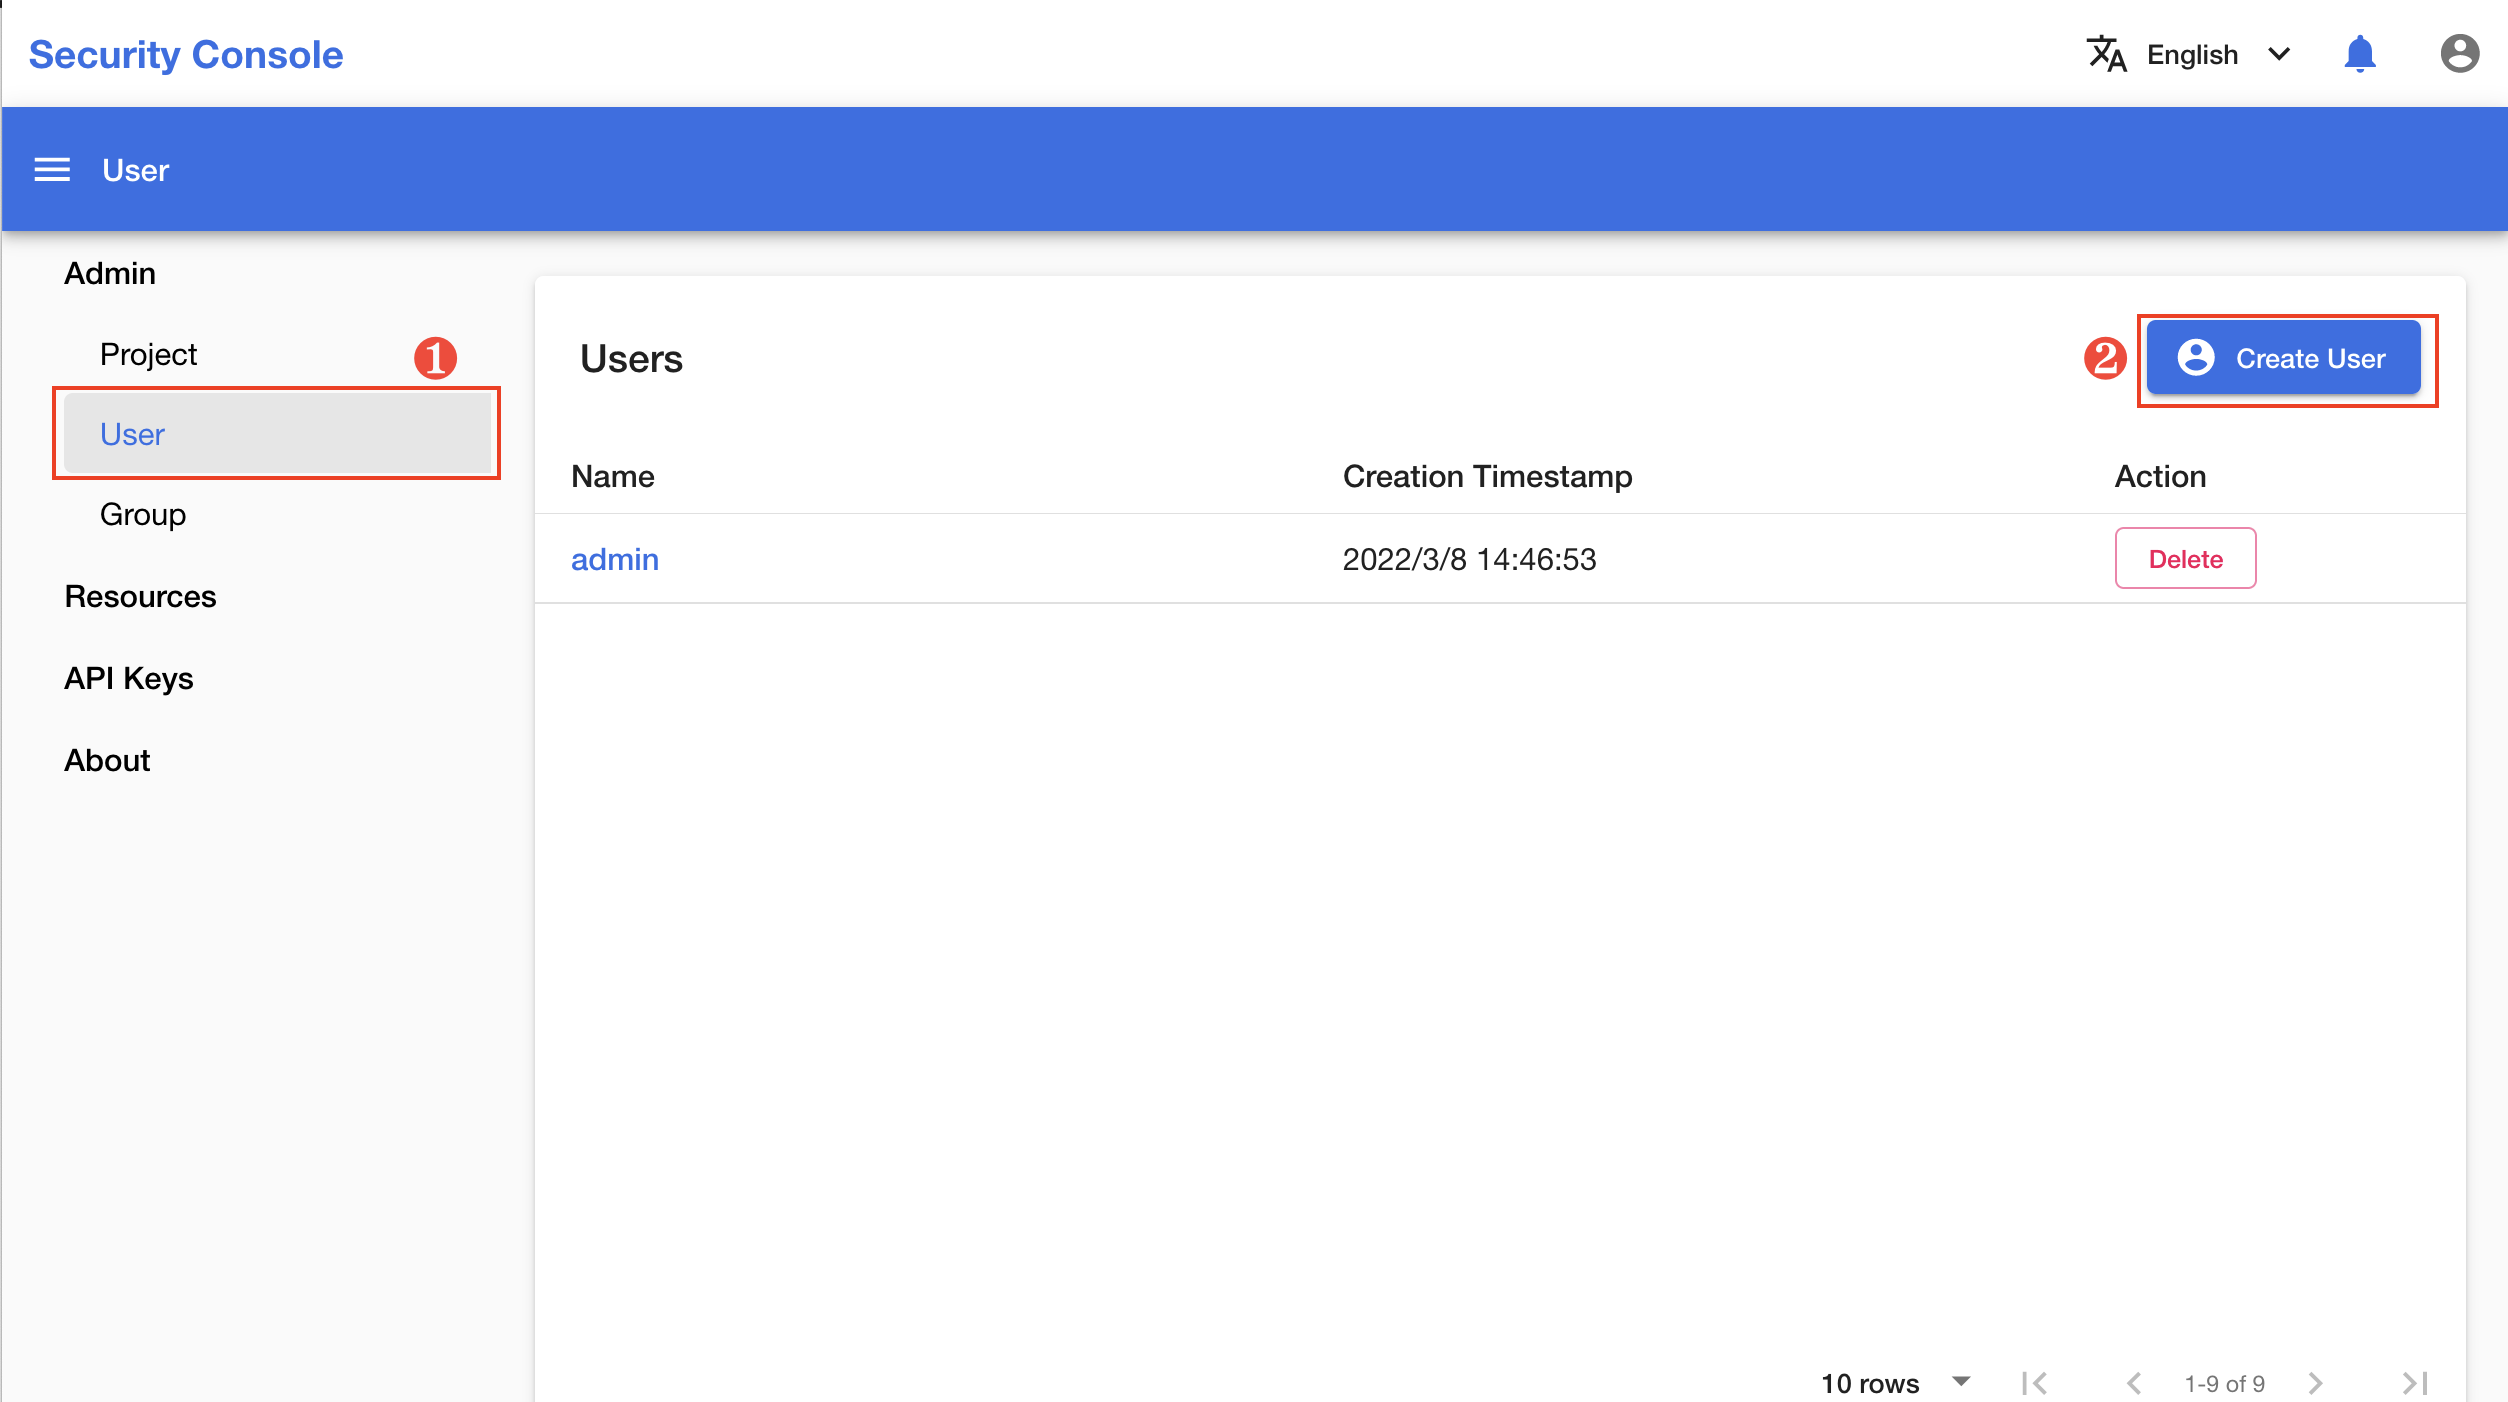 Security Console
English
User
Admin
Project
1
User
Group
Resources
API Keys
About
Users
2
Create User
Name Creation Timestamp Action
admin 2022/3/8 14:46:53 Delete
10 rows 1-9 of 9